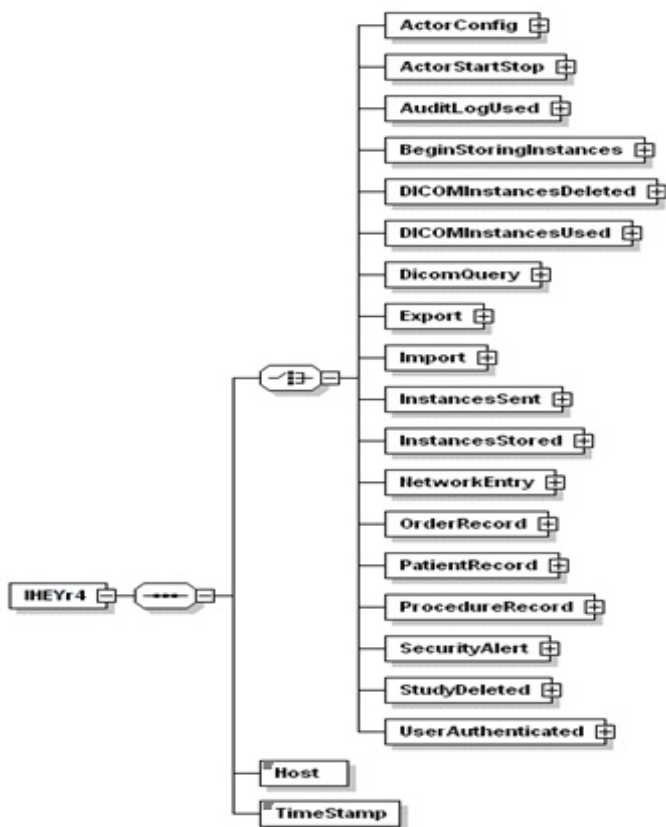 ActorConfig
ActorStartStop
AuditLogUsed
BeginStoringInstances
DICOMInstancesDeleted
DICOMInstancesUsed
DicomQuery
Export
Import
InstancesSent
InstancesStored
NetworkEntry
OrderRecord
PatientRecord
IHEYr4
ProcedureRecord
SecurityAlert
StudyDeleted
UserAuthenticated
Host
TimeStamp